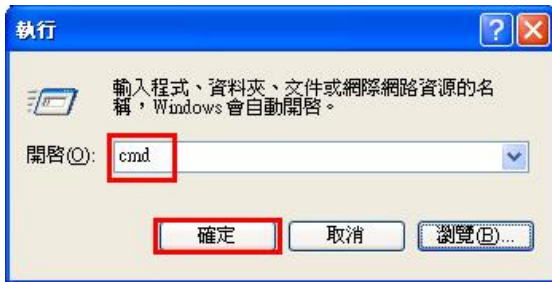 執行
輸入程式、資料夾、文件或網際網路資源的名
稱，Windows 會自動開啓。
開啓(O):
cmd
確定
取消
瀏覽(B)...